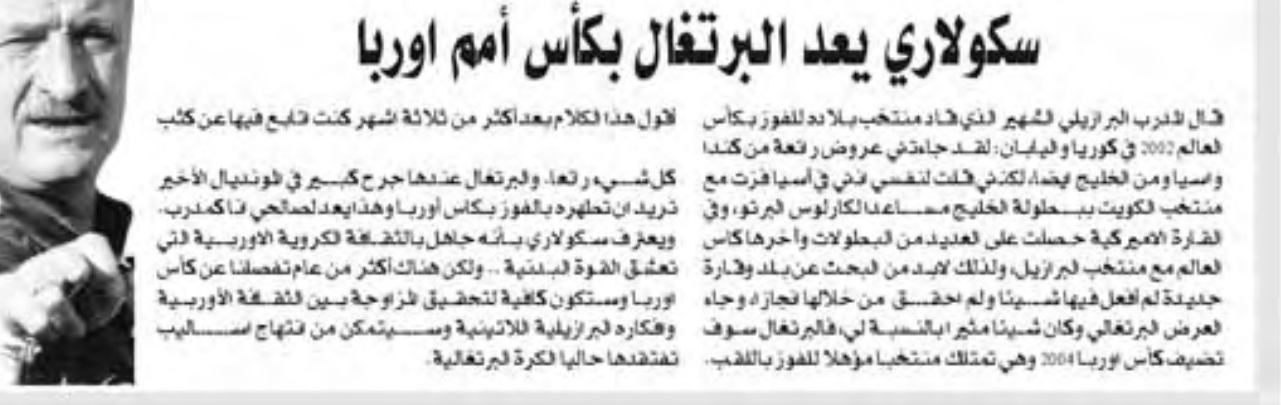 سكولاري يعد البرتغال بكأس أمم اوربا
قال المدرب البرازيلي الشهير الذي قاد منتخب بلاده للفوز بكأس
العالم 2002 في كوريا واليابان: لقد جاءتني عروض رائعة من كندا
واسيا ومن الخليج ايضا، لكنني قلت لنفسي انني في آسيا فزت مع
منتخب الكويت ببطولة الخليج مساعدا لكارلوس البرتو، وفي
القارة الاميركية حصلت على العديد من البطولات وآخرها كاس
العالم مع منتخب البرازيل، ولذلك لابد من البحث عن بلد وقارة
جديدة لم أفعل فيها شيئا ولم احقق من خلالها انجازا، وجاء
العرض البرتغالي وكان شيئا مثيرا بالنسبة لي، فالبرتغال سوف
تضيف كأس اوربا 2004 وهي تمتلك منتخبا مؤهلا للفوز باللقب.
أقول هذا الكلام بعد أكثر من ثلاثة اشهر كنت اتابع فيها عن كثب
كل شيء رائعا. والبرتغال عندها جرح كبير في المونديال الأخير
تريد ان تطهره بالفوز بكاس أوربا وهذا يعد لصالحي انا كمدرب.
ويعترف سكولاري بأنه جاهل بالثقافة الكروية الاوربية التي
تعشق القوة البدنية .. ولكن هناك أكثر من عام تفصلنا عن كأس
اوربا وستكون كافية لتحقيق المزاوجة بين الثقافة الأوربية
وافكاره البرازيلية اللاتينية وسيتمكن من انتهاج اساليب
تفتقدها حاليا الكرة البرتغالية.